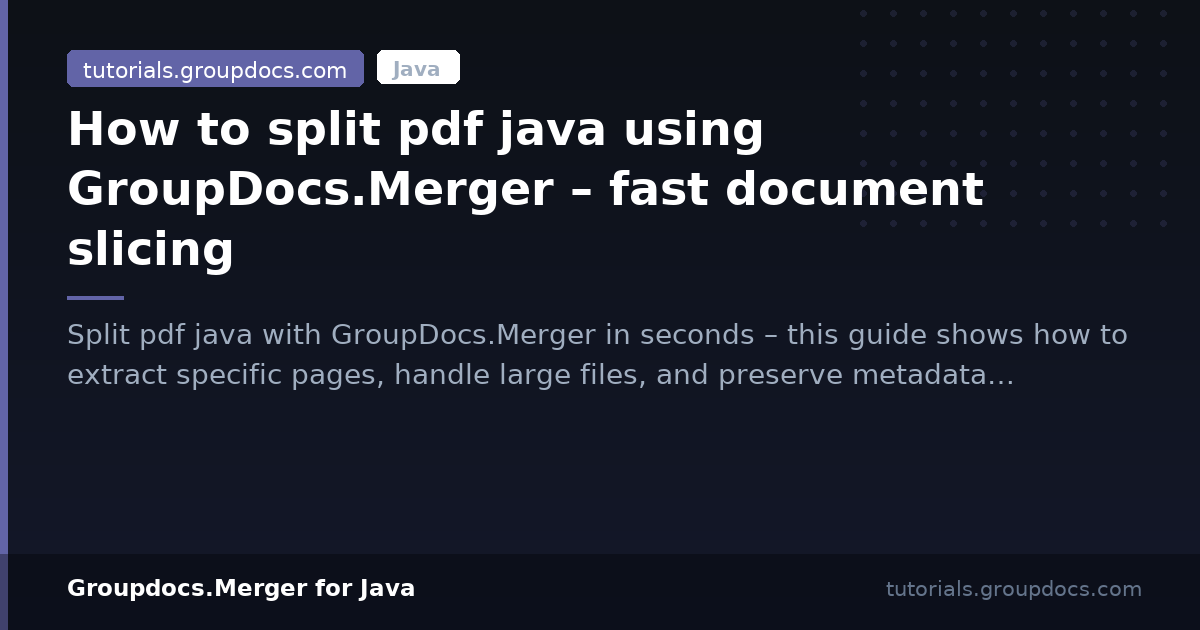 tutorials.groupdocs.com
Java
How to split pdf java using
GroupDocs.Merger – fast document
slicing
Split pdf java with GroupDocs.Merger in seconds – this guide shows how to
extract specific pages, handle large files, and preserve metadata…
Groupdocs.Merger for Java
tutorials.groupdocs.com